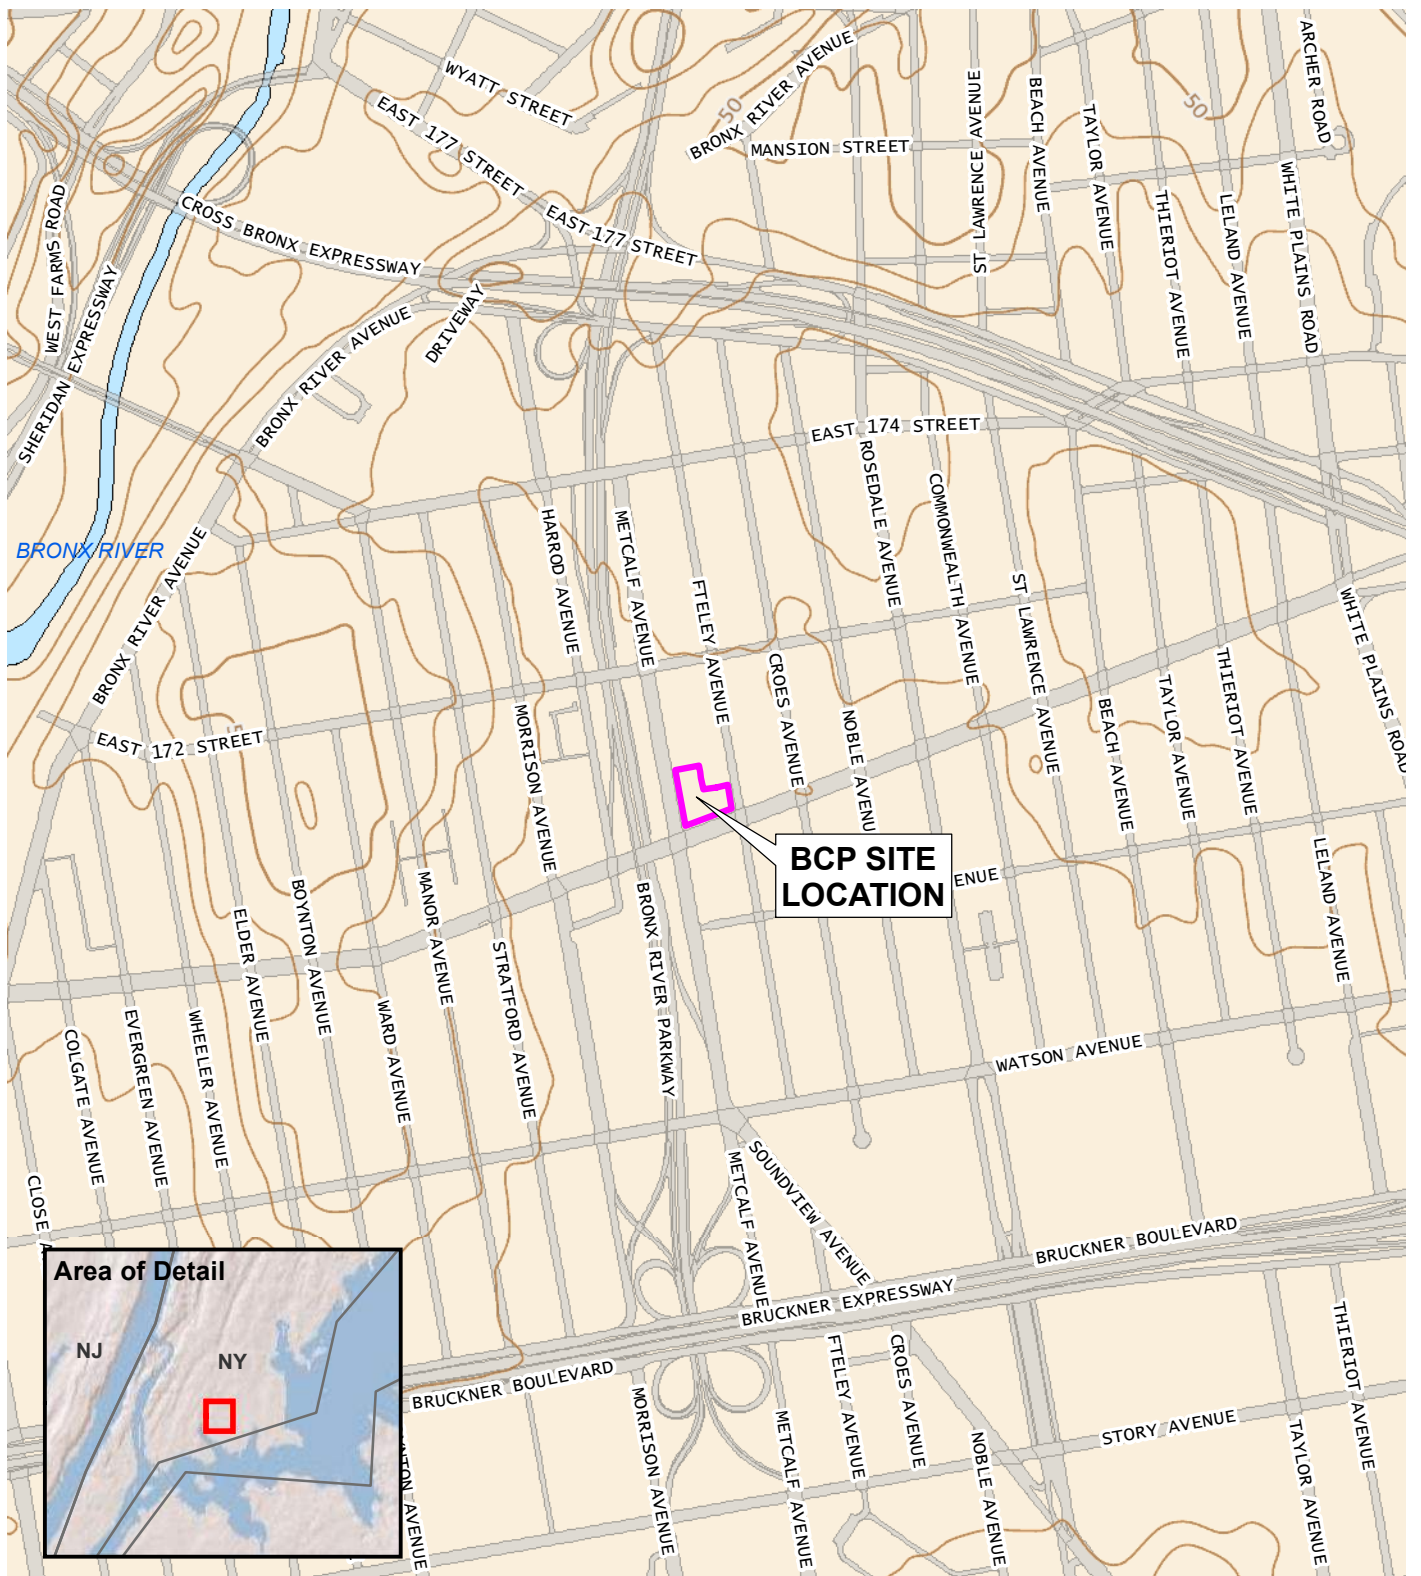 WYATT STREET
BRONX RIVER AVENUE
EAST 177 STREET
50
MANSION STREET
ST LAWRENCE AVENUE
BEACH AVENUE
TAYLOR AVENUE
50
ARCHER ROAD
WEST FARMS ROAD
CROSS BRONX EXPRESSWAY
EAST 177 STREET
THIERIOT AVENUE
LELAND AVENUE
WHITE PLAINS ROAD
SHERIDAN EXPRESSWAY
BRONX RIVER AVENUE
DRIVEWAY
EAST 174 STREET
ROSEDALE AVENUE
COMMONWEALTH AVENUE
BRONX RIVER
BRONX RIVER AVENUE
HARROD AVENUE
METCALF AVENUE
FTELEY AVENUE
ST LAWRENCE AVENUE
WHITE PLAINS ROAD
EAST 172 STREET
MORRISON AVENUE
CROES AVENUE
NOBLE AVENU
BEACH AVENUE
TAYLOR AVENUE
THIERIOT AVENUE
BCP SITE
LOCATION
ENUE
LELAND AVENUE
ELDER AVENUE
BOYNTON AVENUE
MANOR AVENUE
STRATFORD AVENUE
BRONX RIVER PARKWAY
COLGATE AVENUE
EVERGREEN AVENUE
WHEELER AVENUE
WARD AVENUE
WATSON AVENUE
CLOSE A
METCALF AVENUE
SOUNDVIEW AVENUE
BRUCKNER BOULEVARD
BRUCKNER EXPRESSWAY
Area of Detail
NJ
NY
BRUCKNER BOULEVARD
MORRISON AVENUE
METCALF AVENUE
FTELEY AVENUE
CROES AVENUE
NOBLE AVENUE
STORY AVENUE
TAYLOR AVENUE
THIERIOT AVENUE
NTON AVENUE